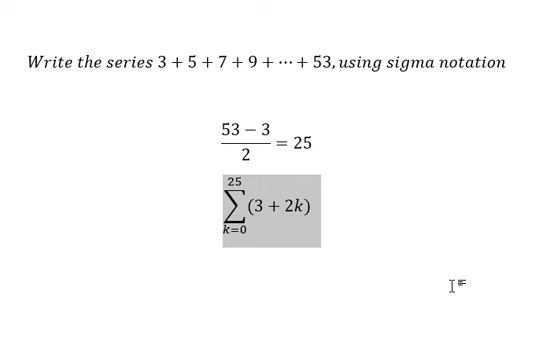 Write the series 3 + 5 + 7 + 9 + ⋯ + 53, using sigma notation
53 − 3
2
= 25
25
∑(3 + 2k)
k=0